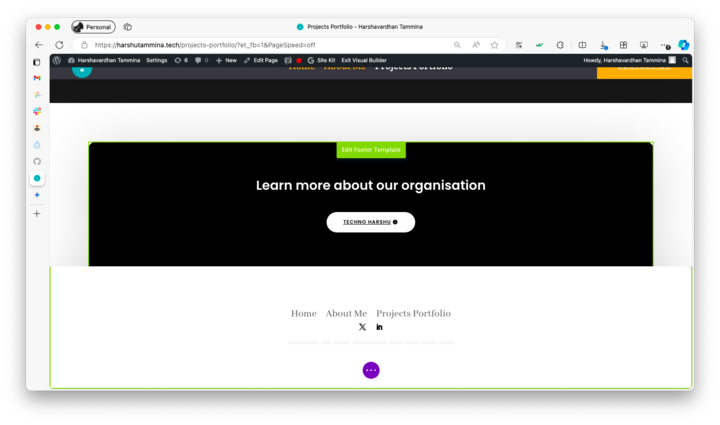 Personal
Projects Portfolio - Harshavardhan Tammina
https://harshutammina.tech/projects-portfolio/?et_fb=1&PageSpeed=off
Harshavardhan Tammina Settings 6 0 New Edit Page Site Kit Exit Visual Builder Howdy, Harshavardhan Tammina
Home About Me Projects Portfolio
Edit Footer Template
Learn more about our organisation
TECHNO HARSHU
Home About Me Projects Portfolio